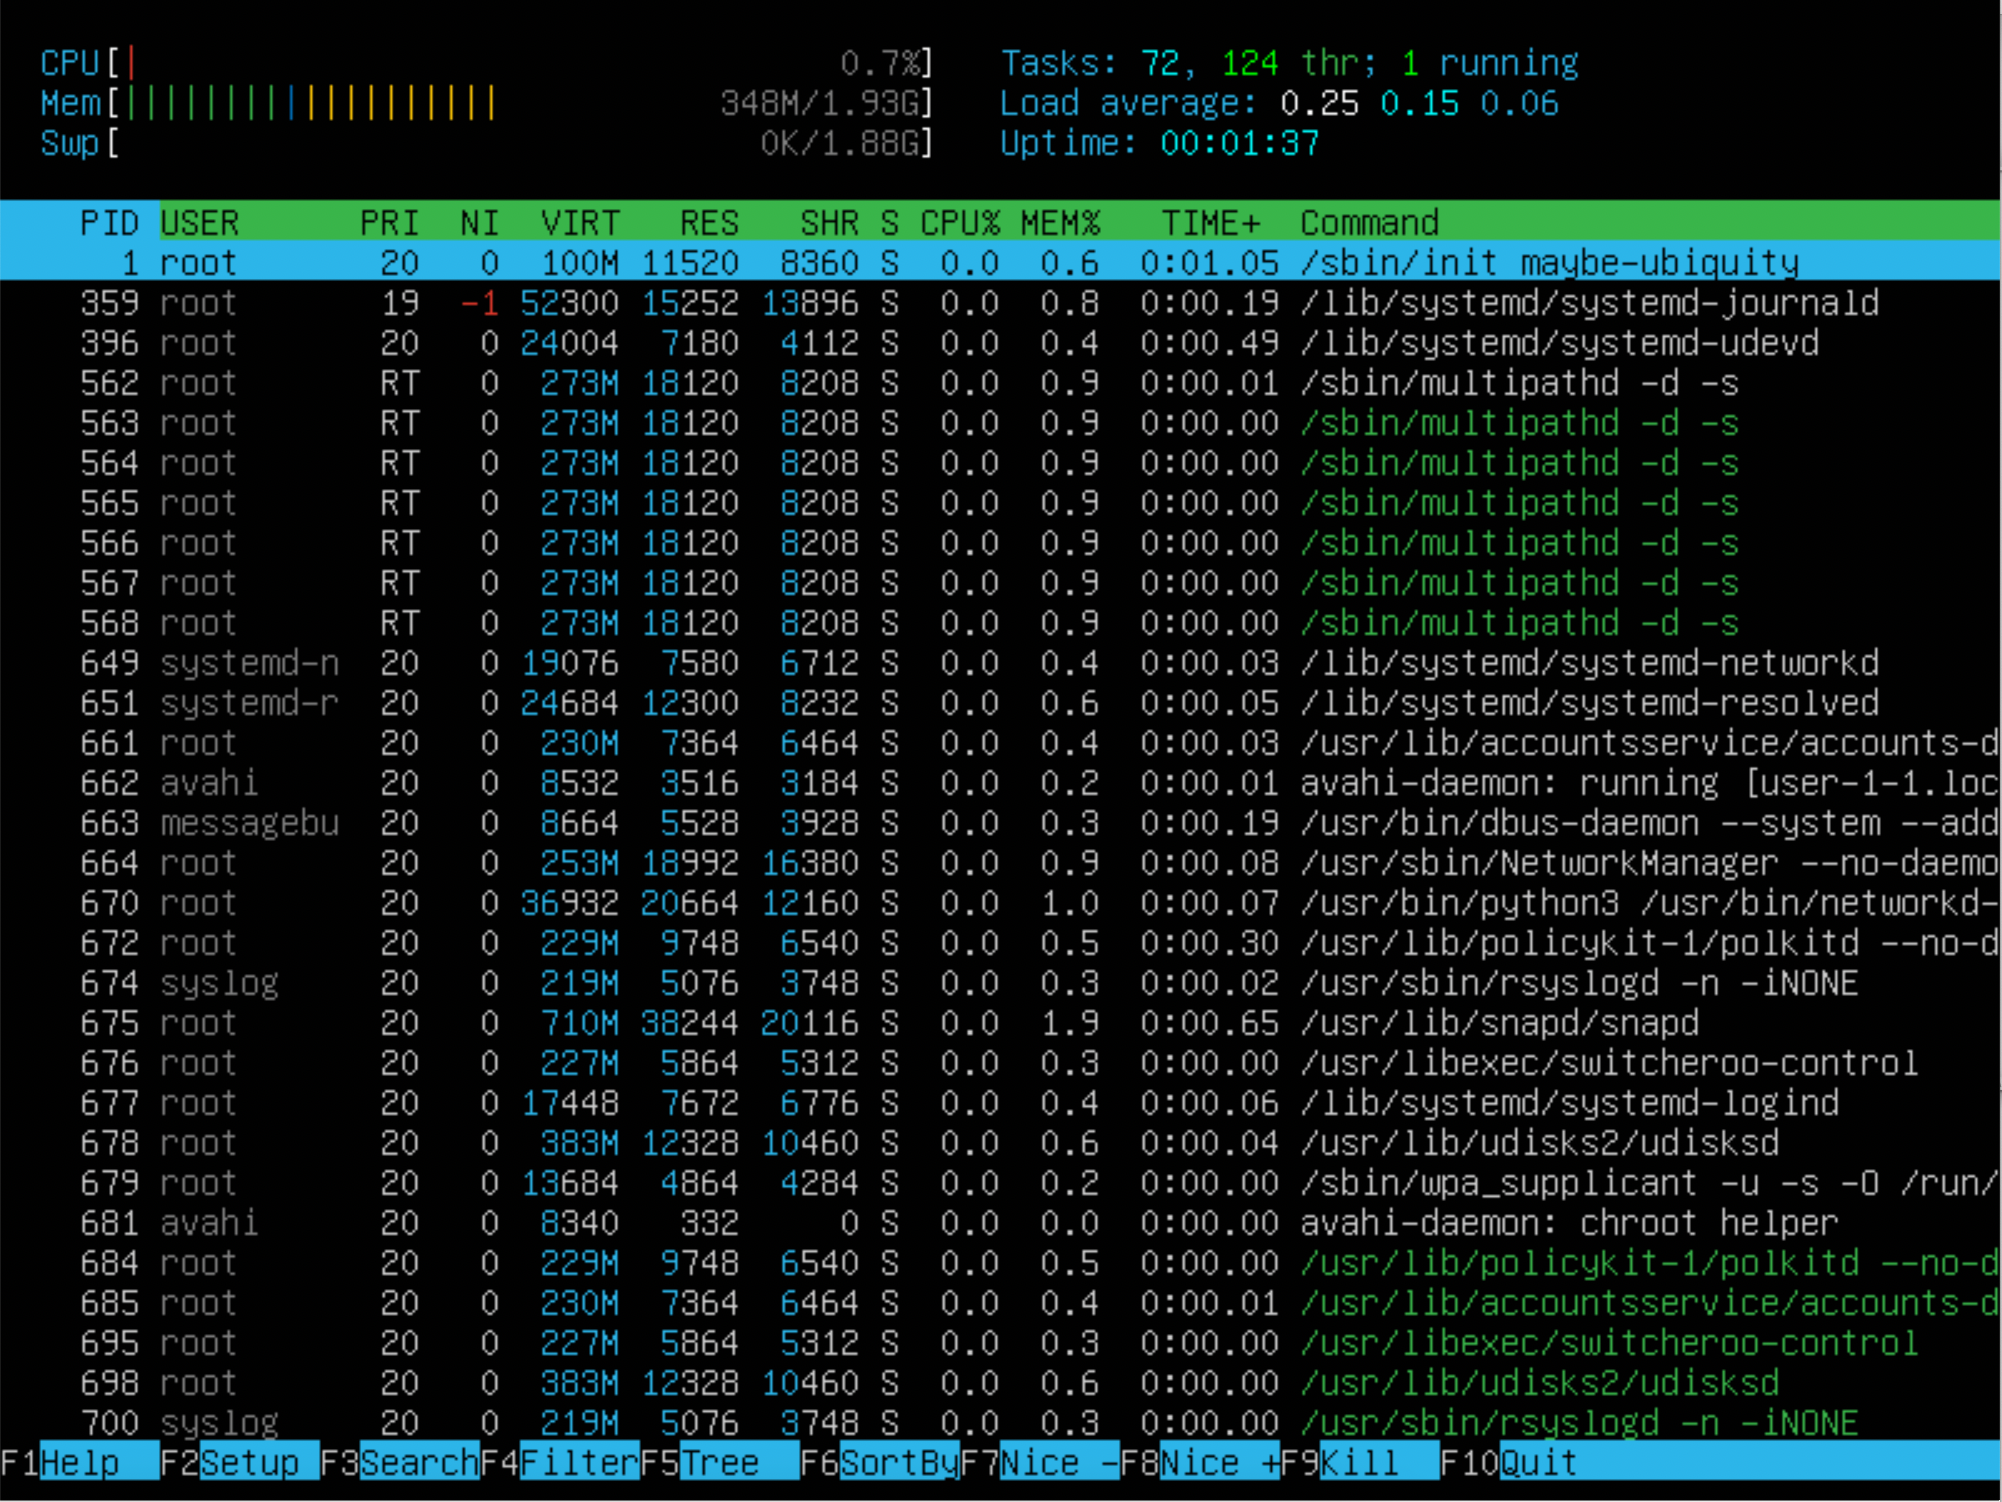 CPU[| 0.7%] Tasks: 72, 124 thr; 1 running
Mem[||||||||||||||||||| 348M/1.93G] Load average: 0.25 0.15 0.06
Swp[ 0K/1.88G] Uptime: 00:01:37
PID USER PRI NI VIRT RES SHR S CPU% MEM% TIME+ Command
1 root 20 0 100M 11520 8360 S 0.0 0.6 0:01.05 /sbin/init maybe-ubiquity
359 root 19 -1 52300 15252 13896 S 0.0 0.8 0:00.19 /lib/systemd/systemd-journald
396 root 20 0 24004 7180 4112 S 0.0 0.4 0:00.49 /lib/systemd/systemd-udevd
562 root RT 0 273M 18120 8208 S 0.0 0.9 0:00.01 /sbin/multipathd -d -s
563 root RT 0 273M 18120 8208 S 0.0 0.9 0:00.00 /sbin/multipathd -d -s
564 root RT 0 273M 18120 8208 S 0.0 0.9 0:00.00 /sbin/multipathd -d -s
565 root RT 0 273M 18120 8208 S 0.0 0.9 0:00.00 /sbin/multipathd -d -s
566 root RT 0 273M 18120 8208 S 0.0 0.9 0:00.00 /sbin/multipathd -d -s
567 root RT 0 273M 18120 8208 S 0.0 0.9 0:00.00 /sbin/multipathd -d -s
568 root RT 0 273M 18120 8208 S 0.0 0.9 0:00.00 /sbin/multipathd -d -s
649 systemd-n 20 0 19076 7580 6712 S 0.0 0.4 0:00.03 /lib/systemd/systemd-networkd
651 systemd-r 20 0 24684 12300 8232 S 0.0 0.6 0:00.05 /lib/systemd/systemd-resolved
661 root 20 0 230M 7364 6464 S 0.0 0.4 0:00.03 /usr/lib/accountsservice/accounts-d
662 avahi 20 0 8532 3516 3184 S 0.0 0.2 0:00.01 avahi-daemon: running [user-1-1.loc
663 messagebu 20 0 8664 5528 3928 S 0.0 0.3 0:00.19 /usr/bin/dbus-daemon --system --add
664 root 20 0 253M 18992 16380 S 0.0 0.9 0:00.08 /usr/sbin/NetworkManager --no-daemo
670 root 20 0 36932 20664 12160 S 0.0 1.0 0:00.07 /usr/bin/python3 /usr/bin/networkd-
672 root 20 0 229M 9748 6540 S 0.0 0.5 0:00.30 /usr/lib/policykit-1/polkitd --no-d
674 syslog 20 0 219M 5076 3748 S 0.0 0.3 0:00.02 /usr/sbin/rsyslogd -n -iNONE
675 root 20 0 710M 38244 20116 S 0.0 1.9 0:00.65 /usr/lib/snapd/snapd
676 root 20 0 227M 5864 5312 S 0.0 0.3 0:00.00 /usr/libexec/switcheroo-control
677 root 20 0 17448 7672 6776 S 0.0 0.4 0:00.06 /lib/systemd/systemd-logind
678 root 20 0 383M 12328 10460 S 0.0 0.6 0:00.04 /usr/lib/udisks2/udisksd
679 root 20 0 13684 4864 4284 S 0.0 0.2 0:00.00 /sbin/wpa_supplicant -u -s -O /run/
681 avahi 20 0 8340 332 0 S 0.0 0.0 0:00.00 avahi-daemon: chroot helper
684 root 20 0 229M 9748 6540 S 0.0 0.5 0:00.00 /usr/lib/policykit-1/polkitd --no-d
685 root 20 0 230M 7364 6464 S 0.0 0.4 0:00.01 /usr/lib/accountsservice/accounts-d
695 root 20 0 227M 5864 5312 S 0.0 0.3 0:00.00 /usr/libexec/switcheroo-control
698 root 20 0 383M 12328 10460 S 0.0 0.6 0:00.00 /usr/lib/udisks2/udisksd
700 syslog 20 0 219M 5076 3748 S 0.0 0.3 0:00.00 /usr/sbin/rsyslogd -n -iNONE
F1Help F2Setup F3SearchF4FilterF5Tree F6SortByF7Nice -F8Nice +F9Kill F10Quit